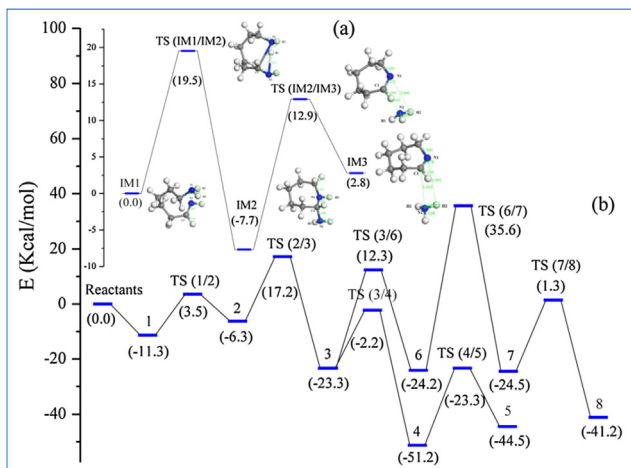 E (Kcal/mol)
100
80
60
40
20
0
-20
-40
(a)
20
15
10
5
0
-5
-10
TS (IM1/IM2)
(19.5)
TS (IM2/IM3)
(12.9)
IM1
(0.0)
IM2
(-7.7)
IM3
(2.8)
(b)
Reactants
(0.0)
1
(-11.3)
TS (1/2)
(3.5)
2
(-6.3)
TS (2/3)
(17.2)
3
(-23.3)
TS (3/6)
(12.3)
TS (3/4)
(-2.2)
6
(-24.2)
4
(-51.2)
TS (6/7)
(35.6)
TS (4/5)
(-23.3)
5
(-44.5)
7
(-24.5)
TS (7/8)
(1.3)
8
(-41.2)